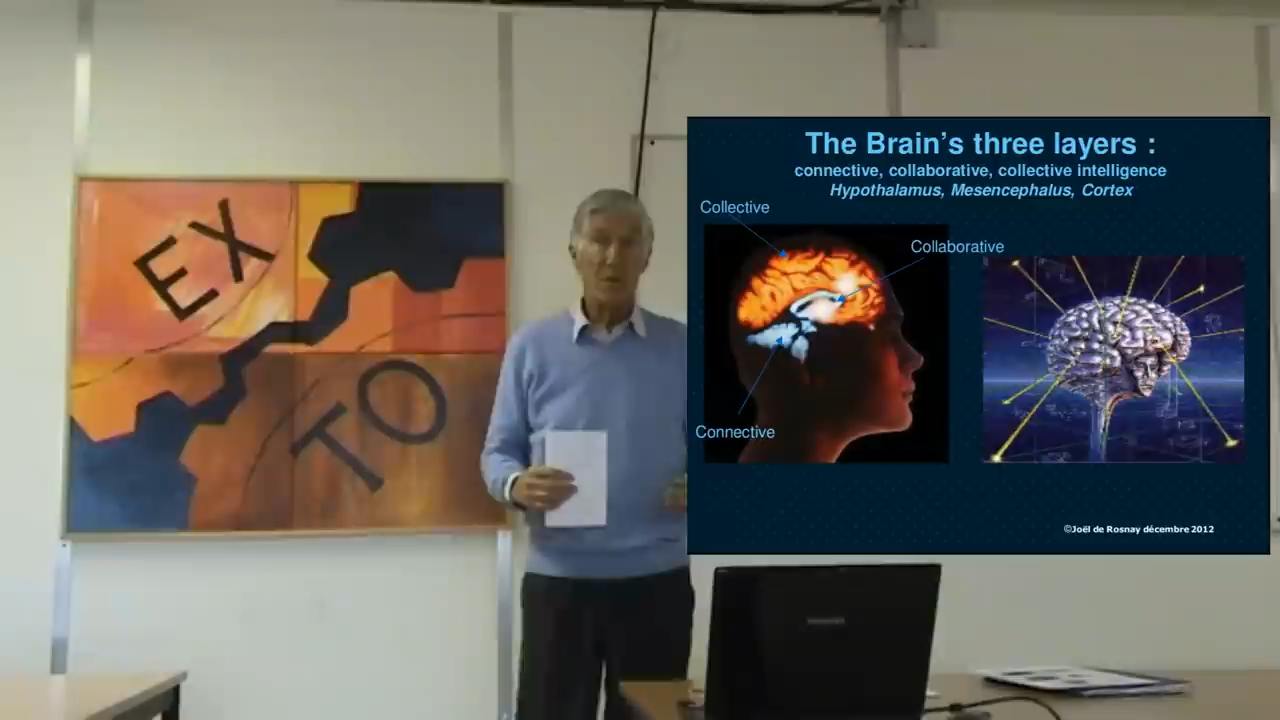 EX
TO
The Brain's three layers :
connective, collaborative, collective intelligence
Hypothalamus, Mesencephalus, Cortex
Collective
Collaborative
Connective
©Joël de Rosnay décembre 2012